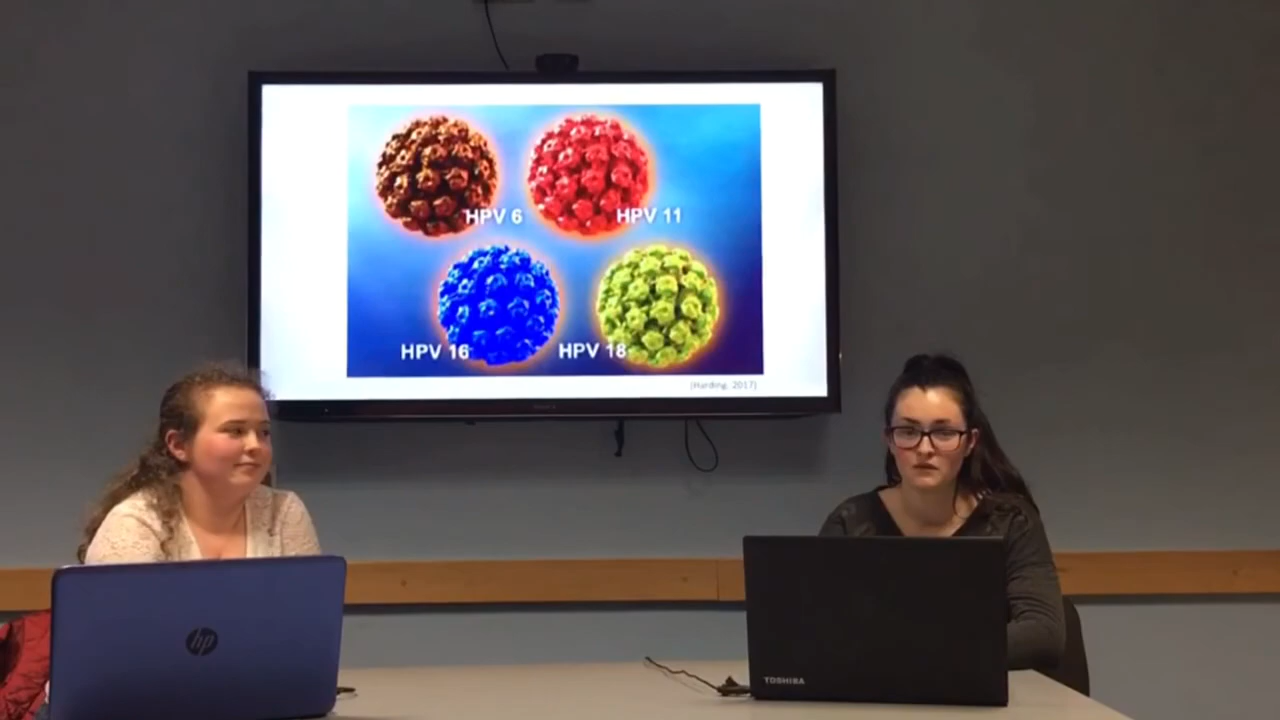 HPV 6
HPV 11
HPV 16
HPV 18
(Harding, 2017)
hp
TOSHIBA